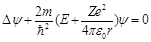 Δψ + 2m/ħ² (E + Ze²/4πε₀r)ψ = 0